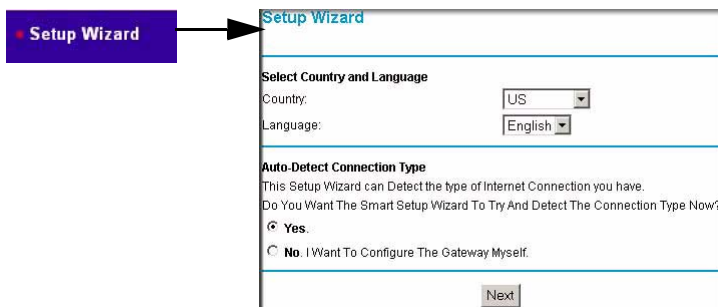 Setup Wizard
Setup Wizard
Select Country and Language
Country: US
Language: English
Auto-Detect Connection Type
This Setup Wizard can Detect the type of Internet Connection you have.
Do You Want The Smart Setup Wizard To Try And Detect The Connection Type Now?
Yes.
No. I Want To Configure The Gateway Myself.
Next